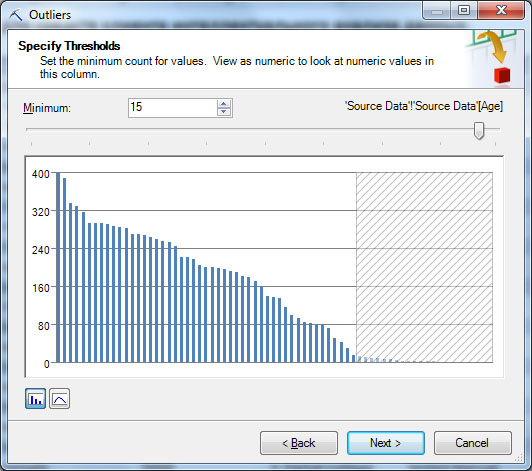 Outliers
Specify Thresholds
Set the minimum count for values. View as numeric to look at numeric values in
this column.
Minimum:
15
'Source Data'!'Source Data'[Age]
400
320
240
160
80
0
< Back
Next >
Cancel